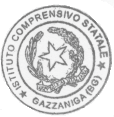 ISTITUTO COMPRENSIVO STATALE
GAZZANIGA (BG)